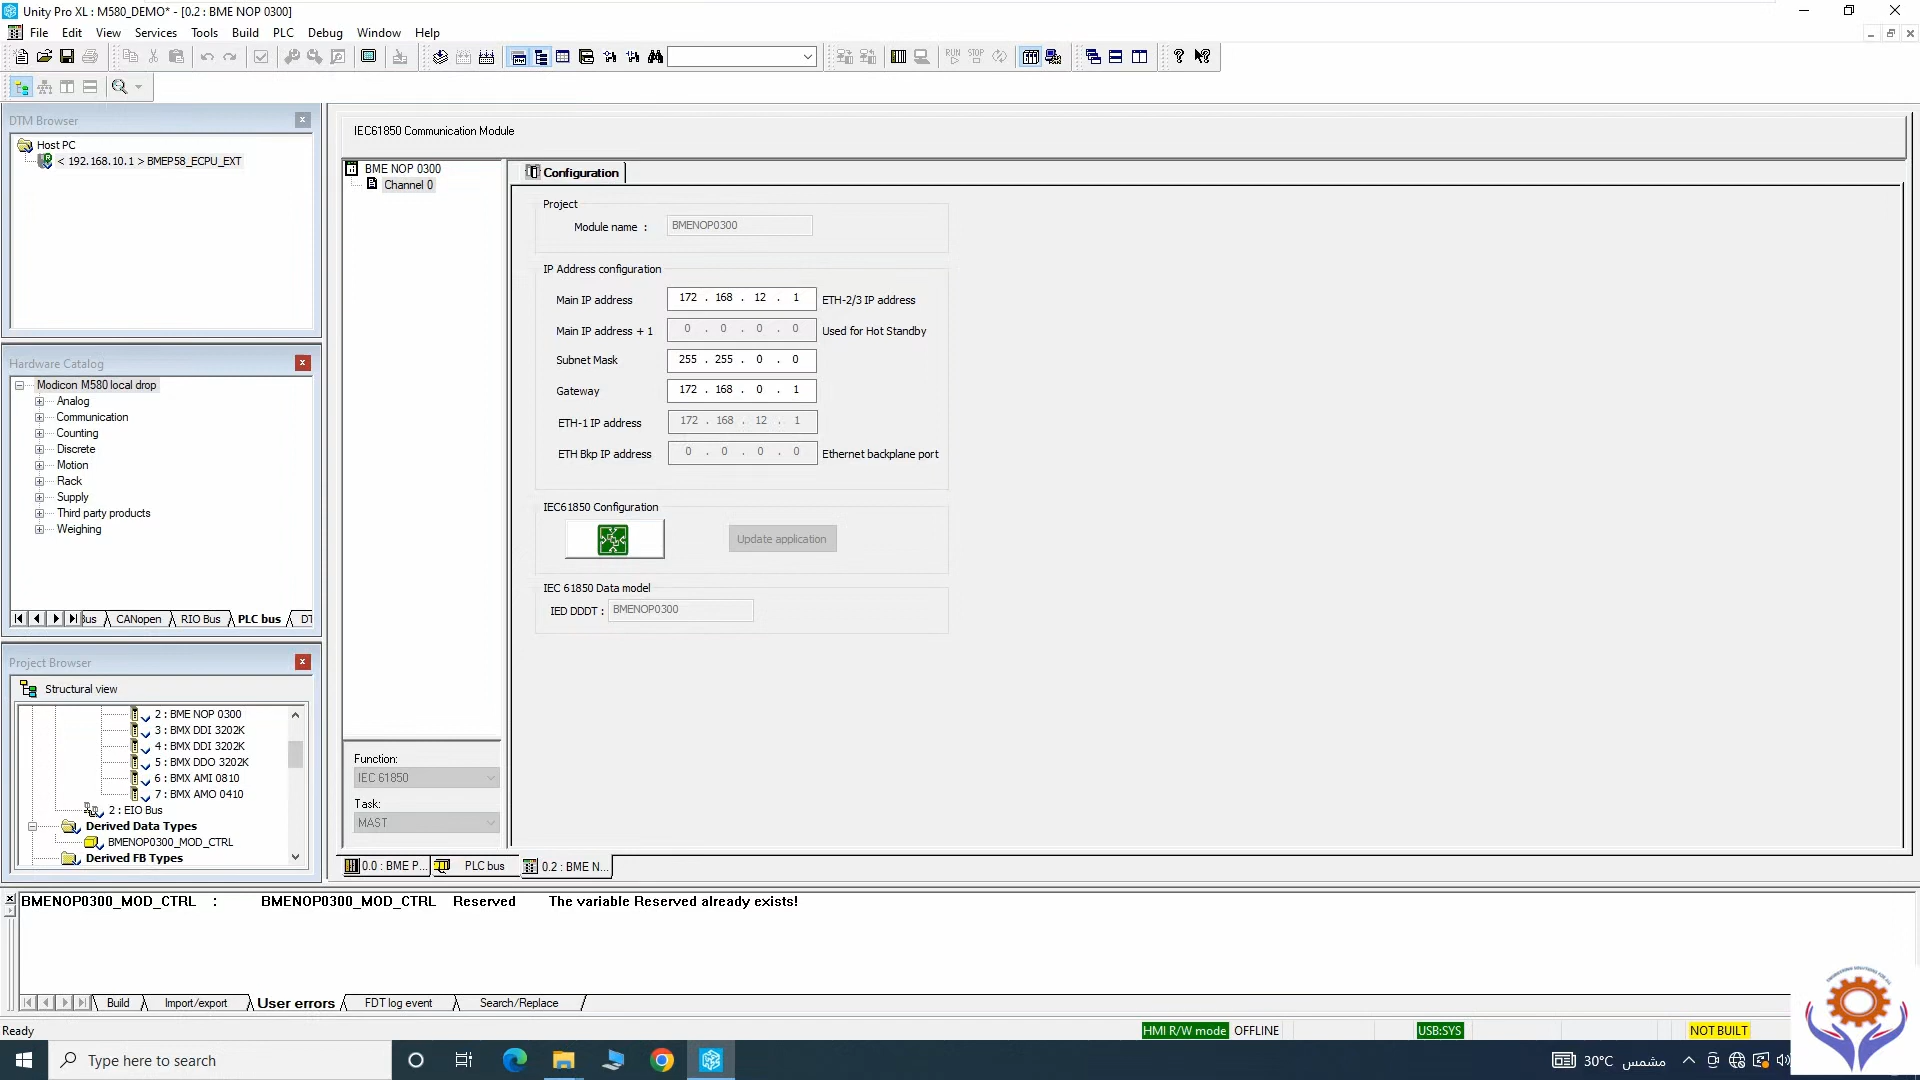 Unity Pro XL : M580_DEMO* - [0.2 : BME NOP 0300]
File Edit View Services Tools Build PLC Debug Window Help
RUN STOP
DTM Browser
Host PC
< 192.168.10.1 > BMEP58_ECPU_EXT
Hardware Catalog
Modicon M580 local drop
Analog
Communication
Counting
Discrete
Motion
Rack
Supply
Third party products
Weighing
Bus CANopen RIO Bus PLC bus DT
Project Browser
Structural view
2 : BME NOP 0300
3 : BMX DDI 3202K
4 : BMX DDI 3202K
5 : BMX DDO 3202K
6 : BMX AMI 0810
7 : BMX AMO 0410
2 : EIO Bus
Derived Data Types
BMENOP0300_MOD_CTRL
Derived FB Types
IEC61850 Communication Module
BME NOP 0300
Channel 0
Function:
IEC 61850
Task:
MAST
Configuration
Project
Module name : BMENOP0300
IP Address configuration
Main IP address 172 . 168 . 12 . 1 ETH-2/3 IP address
Main IP address + 1 0 . 0 . 0 . 0 Used for Hot Standby
Subnet Mask 255 . 255 . 0 . 0
Gateway 172 . 168 . 0 . 1
ETH-1 IP address 172 . 168 . 12 . 1
ETH Bkp IP address 0 . 0 . 0 . 0 Ethernet backplane port
IEC61850 Configuration
Update application
IEC 61850 Data model
IED DDDT : BMENOP0300
0.0 : BME P... PLC bus 0.2 : BME N...
BMENOP0300_MOD_CTRL : BMENOP0300_MOD_CTRL Reserved The variable Reserved already exists!
Build Import/export User errors FDT log event Search/Replace
Ready HMI R/W mode OFFLINE USB:SYS NOT BUILT
Type here to search 30°C مشمس